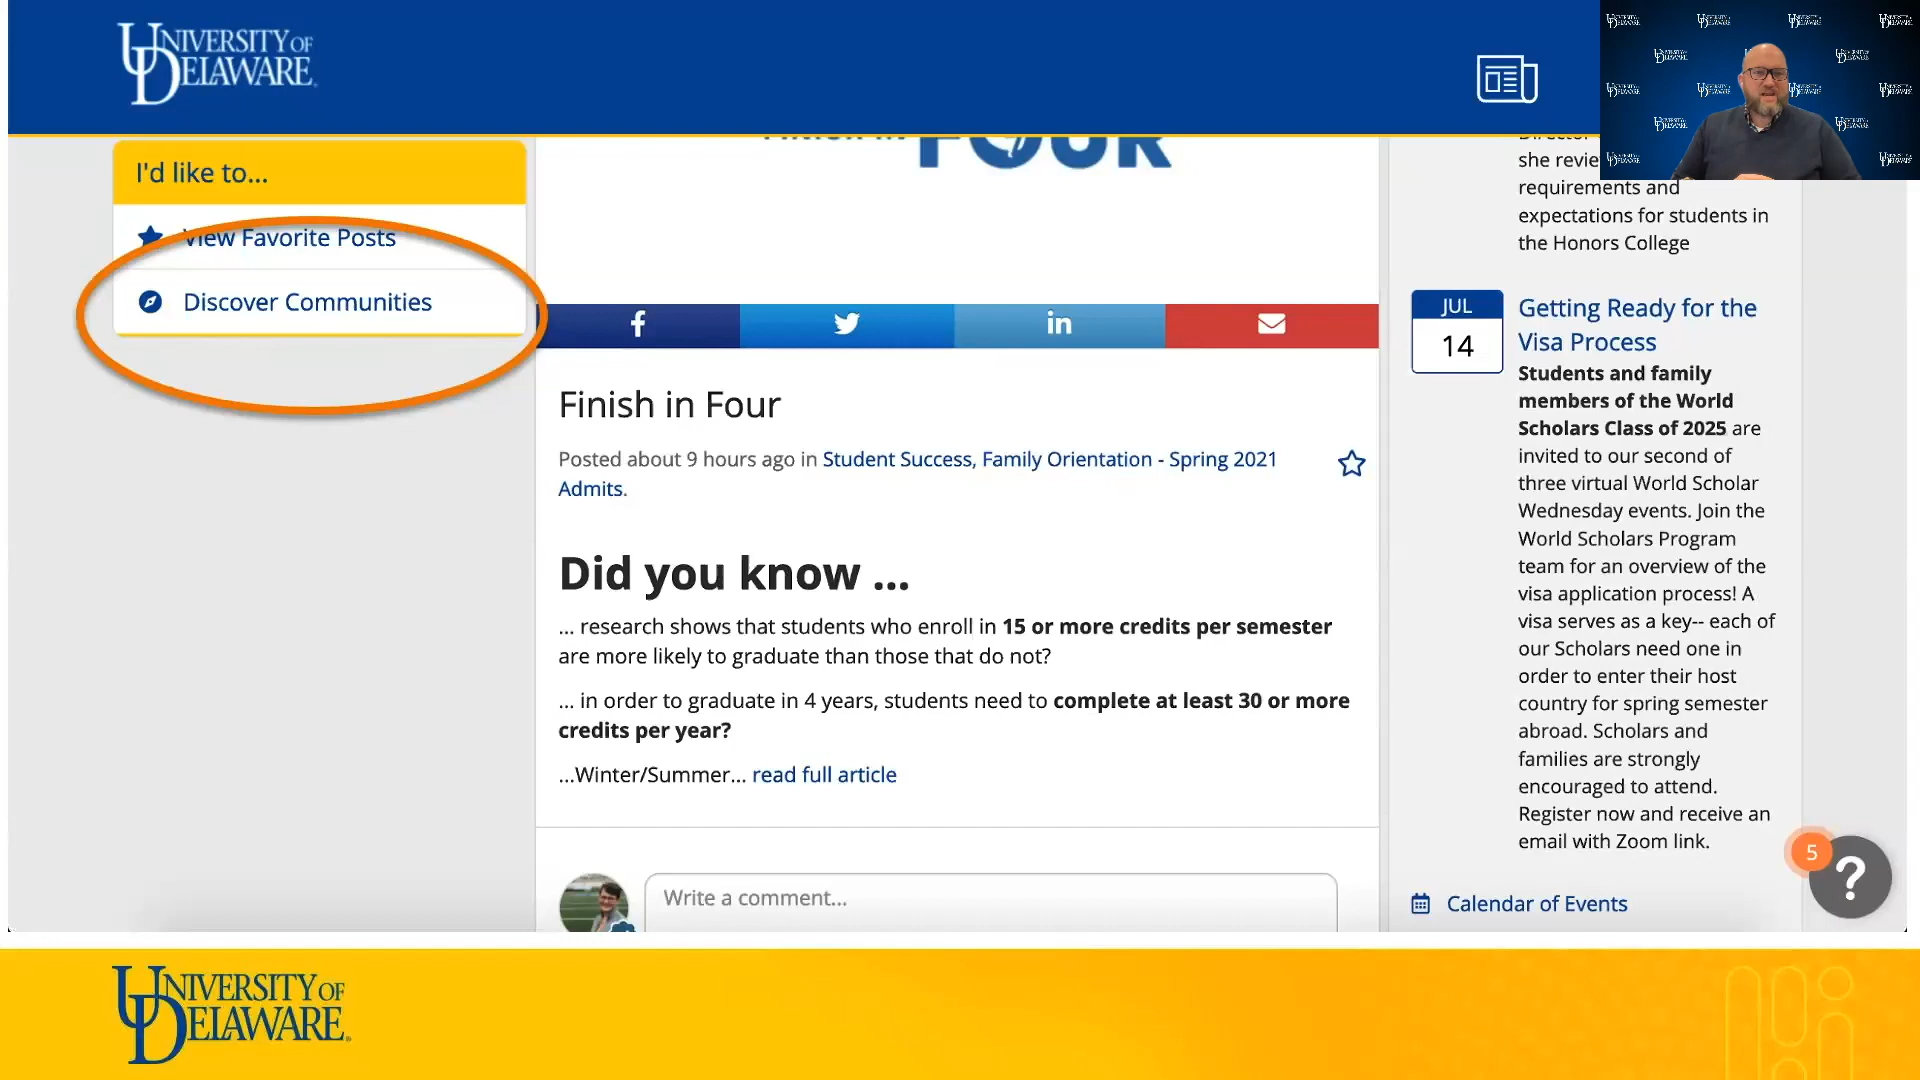 UNIVERSITY OF
DELAWARE
I'd like to...
View Favorite Posts
Discover Communities
FOUR
Finish in Four
Posted about 9 hours ago in Student Success, Family Orientation - Spring 2021
Admits.
Did you know ...
... research shows that students who enroll in 15 or more credits per semester
are more likely to graduate than those that do not?
... in order to graduate in 4 years, students need to complete at least 30 or more
credits per year?
...Winter/Summer... read full article
Write a comment...
she revie
requirements and
expectations for students in
the Honors College
JUL
14
Getting Ready for the
Visa Process
Students and family
members of the World
Scholars Class of 2025 are
invited to our second of
three virtual World Scholar
Wednesday events. Join the
World Scholars Program
team for an overview of the
visa application process! A
visa serves as a key-- each of
our Scholars need one in
order to enter their host
country for spring semester
abroad. Scholars and
families are strongly
encouraged to attend.
Register now and receive an
email with Zoom link.
Calendar of Events
5
?
UNIVERSITY OF
DELAWARE